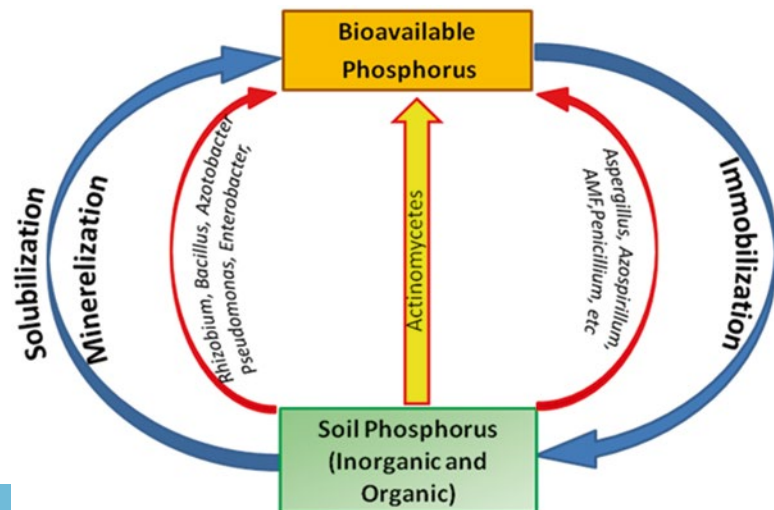 Bioavailable
Phosphorus
Solubilization
Minerelization
Rhizobium, Bacillus, Azotobacter
Pseudomonas, Enterobacter,
Actinomycetes
Aspergillus, Azospirillum,
AMF,Penicillium, etc
Immobilization
Soil Phosphorus
(Inorganic and
Organic)